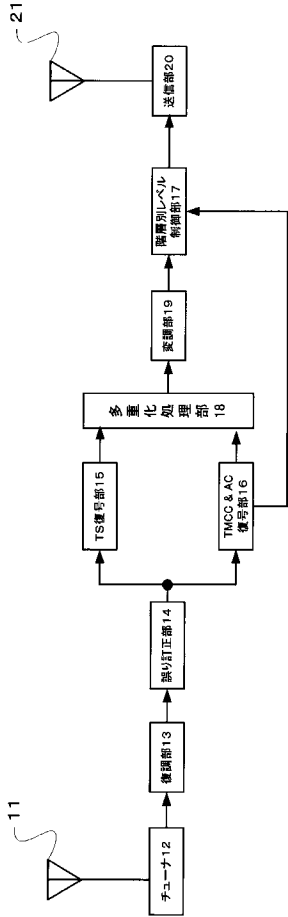 11
チューナ12
復調部13
誤り訂正部14
TS復号部15
TMCC & AC
復号部16
多重化処理部18
変調部19
階層別レベル
制御部17
送信部20
21